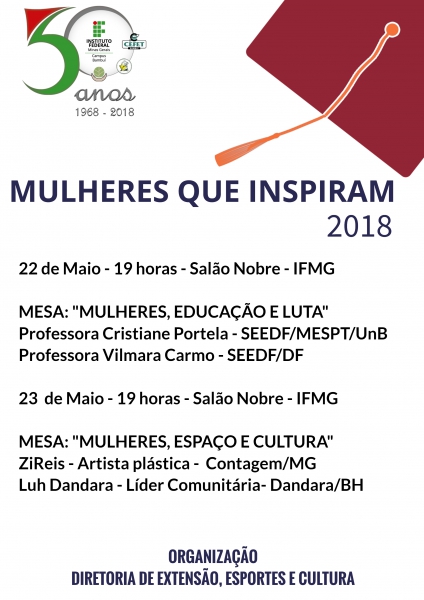 50
INSTITUTO
FEDERAL
Minas Gerais
Campus
Bambuí
CEFET
anos
1968 - 2018
MULHERES QUE INSPIRAM
2018
22 de Maio - 19 horas - Salão Nobre - IFMG
MESA: "MULHERES, EDUCAÇÃO E LUTA"
Professora Cristiane Portela - SEEDF/MESPT/UnB
Professora Vilmara Carmo - SEEDF/DF
23 de Maio - 19 horas - Salão Nobre - IFMG
MESA: "MULHERES, ESPAÇO E CULTURA"
ZiReis - Artista plástica - Contagem/MG
Luh Dandara - Líder Comunitária- Dandara/BH
ORGANIZAÇÃO
DIRETORIA DE EXTENSÃO, ESPORTES E CULTURA